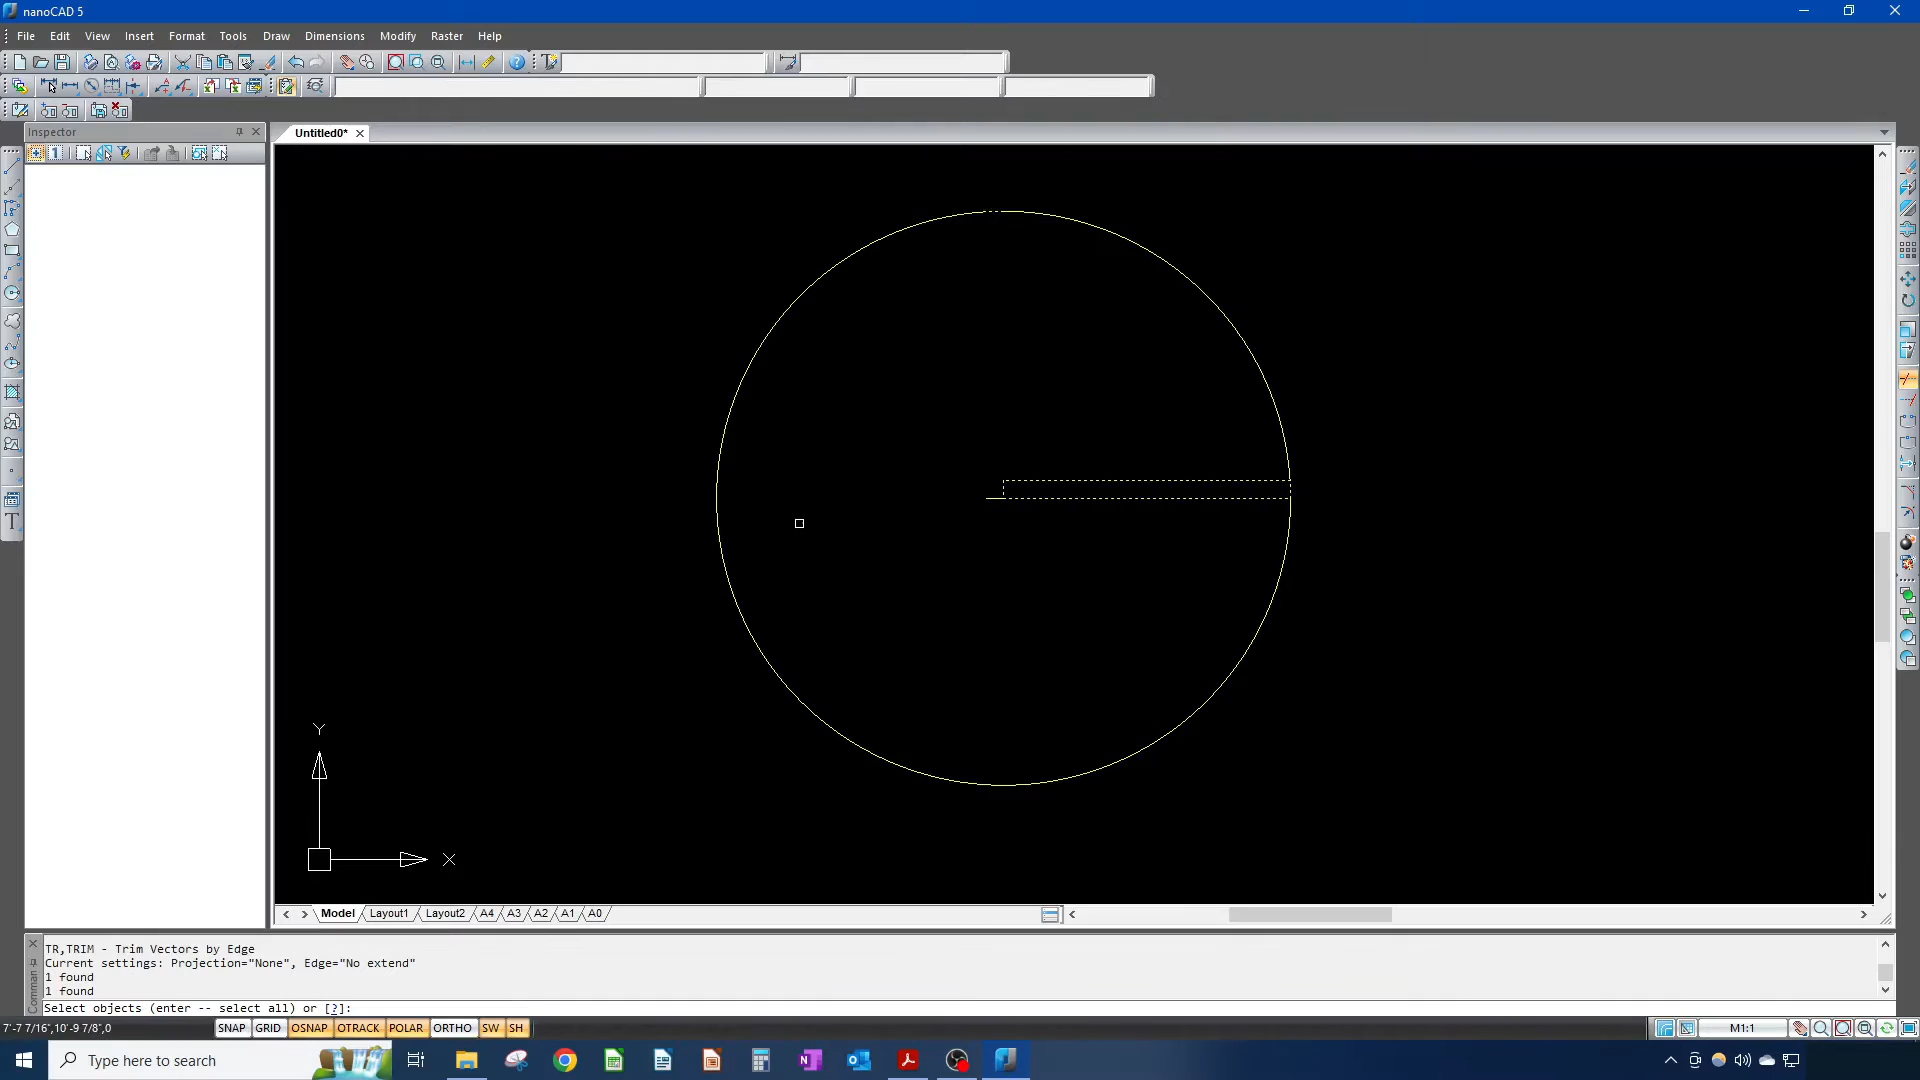 nanoCAD 5
File Edit View Insert Format Tools Draw Dimensions Modify Raster Help
Inspector
Untitled0*
Y
X
Model Layout1 Layout2 A4 A3 A2 A1 A0
TR,TRIM - Trim Vectors by Edge
Current settings: Projection="None", Edge="No extend"
1 found
1 found
Select objects (enter -- select all) or [?]:
Command
7'-7 7/16",10'-9 7/8",0 SNAP GRID OSNAP OTRACK POLAR ORTHO SW SH M1:1
Type here to search